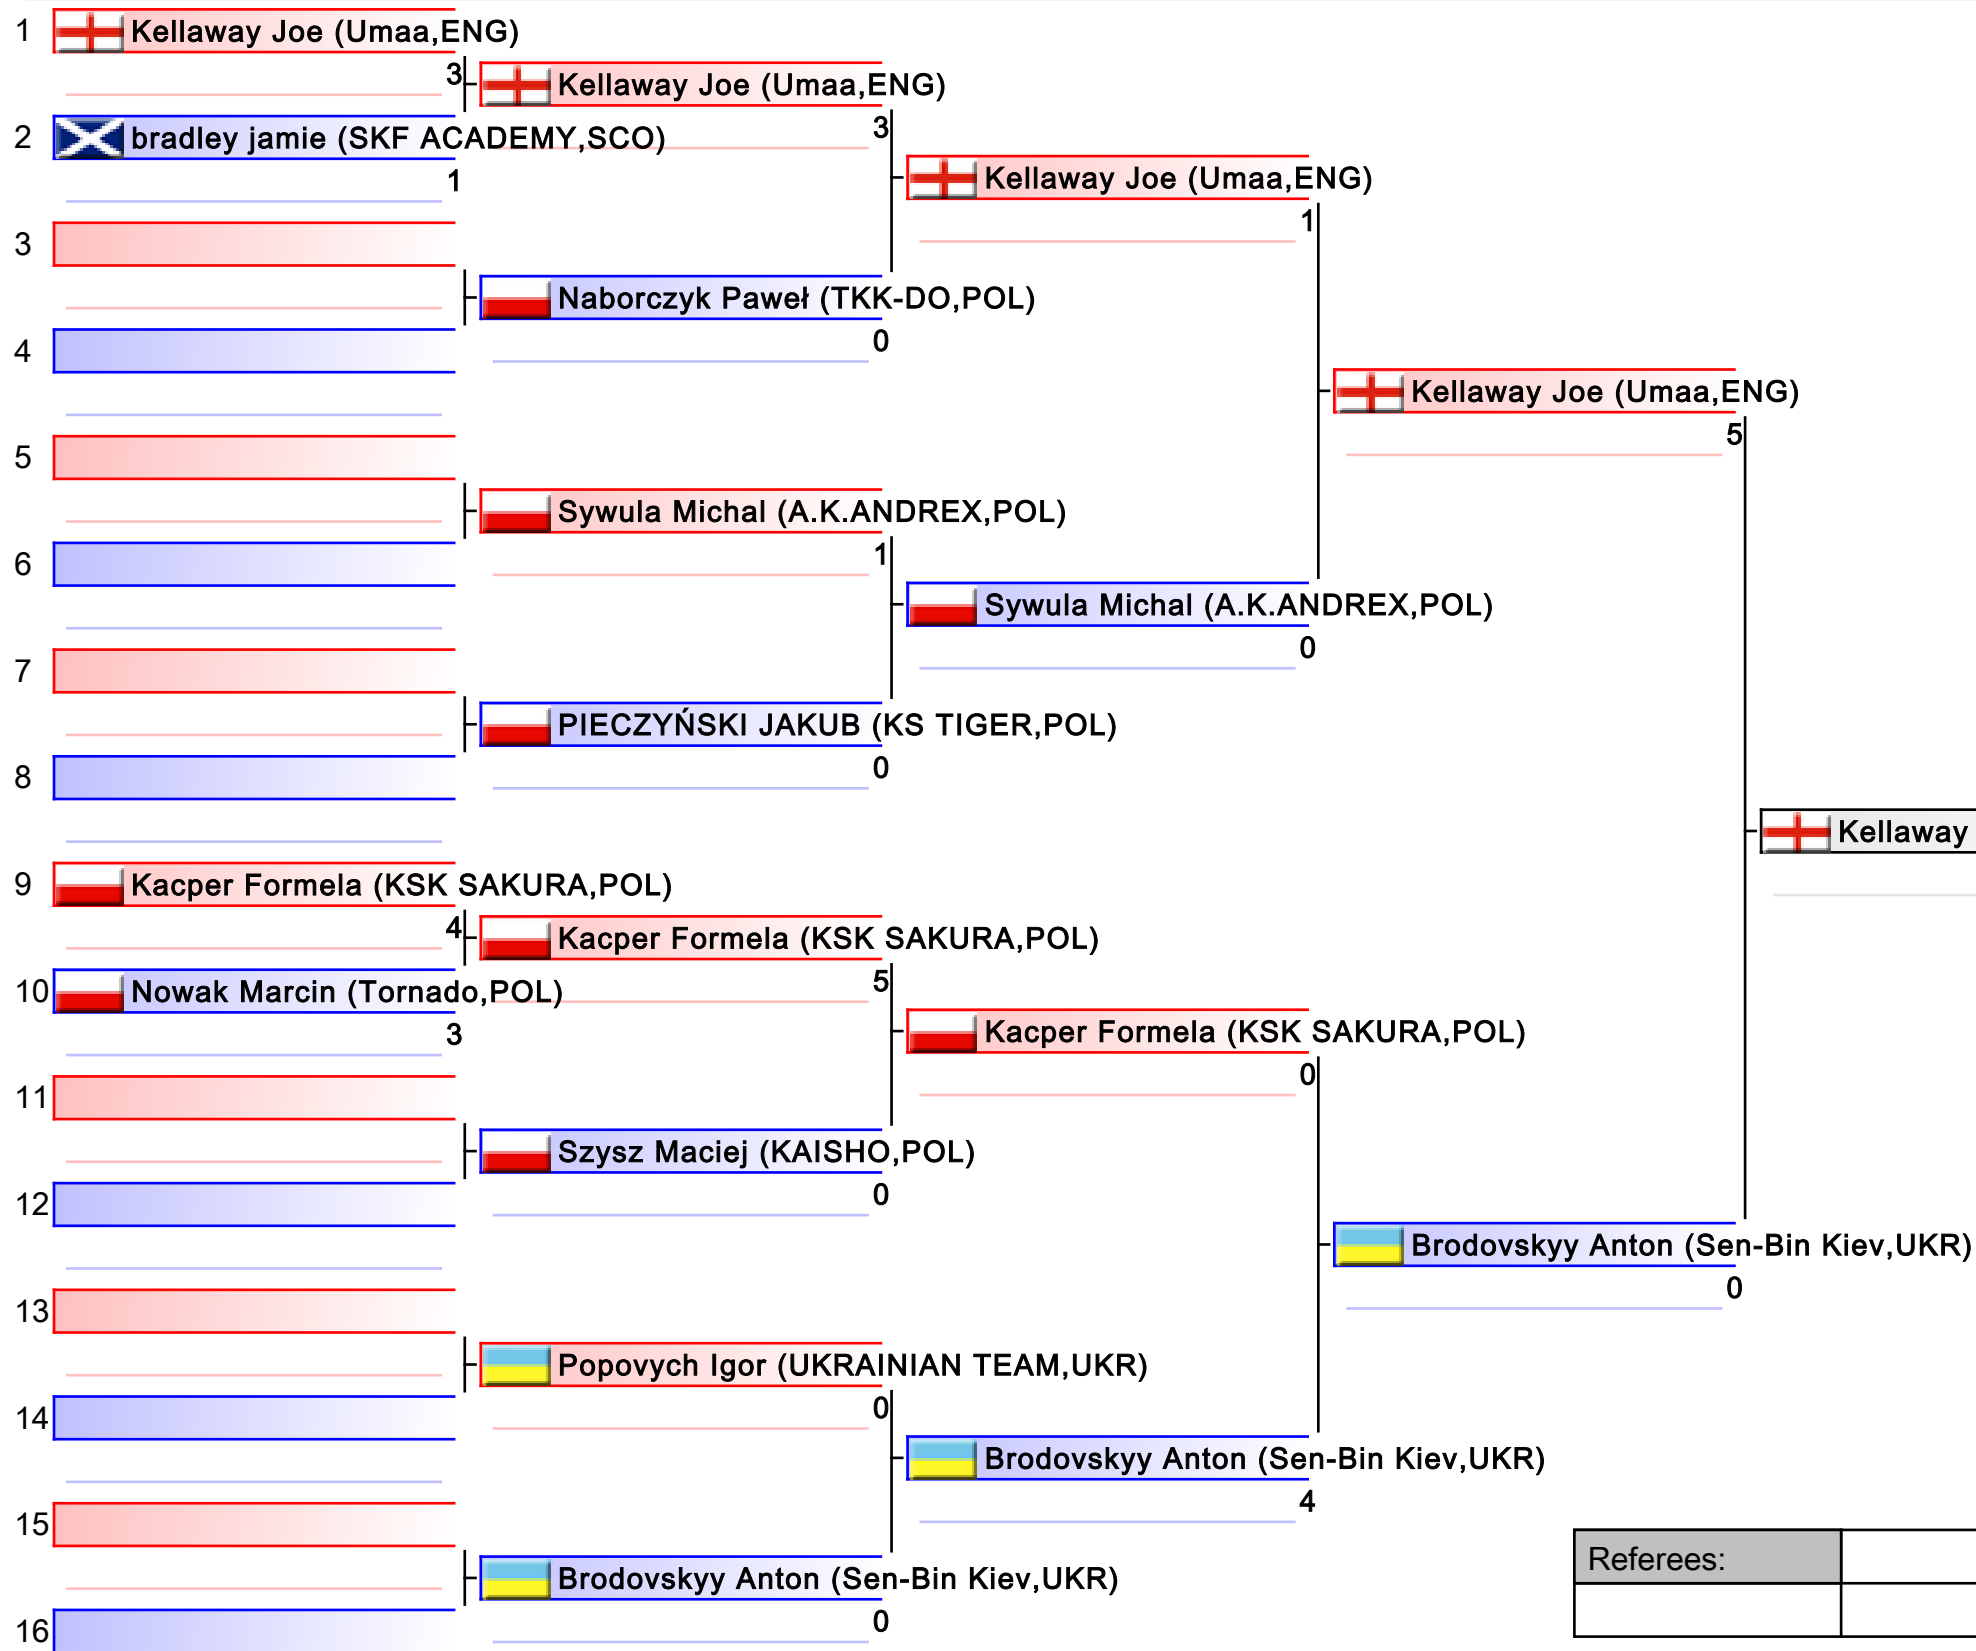 1 Kellaway Joe (Umaa,ENG)
3 Kellaway Joe (Umaa,ENG)
2 bradley jamie (SKF ACADEMY,SCO)
3
1
Kellaway Joe (Umaa,ENG)
1
3
Naborczyk Paweł (TKK-DO,POL)
0
4
Kellaway Joe (Umaa,ENG)
5
5
Sywula Michal (A.K.ANDREX,POL)
1
6
Sywula Michal (A.K.ANDREX,POL)
0
7
PIECZYŃSKI JAKUB (KS TIGER,POL)
0
8
Kellaway
9 Kacper Formela (KSK SAKURA,POL)
4 Kacper Formela (KSK SAKURA,POL)
5
10 Nowak Marcin (Tornado,POL)
3
Kacper Formela (KSK SAKURA,POL)
0
11
Szysz Maciej (KAISHO,POL)
0
12
Brodovskyy Anton (Sen-Bin Kiev,UKR)
0
13
Popovych Igor (UKRAINIAN TEAM,UKR)
0
14
Brodovskyy Anton (Sen-Bin Kiev,UKR)
4
15
Referees:
Brodovskyy Anton (Sen-Bin Kiev,UKR)
0
16